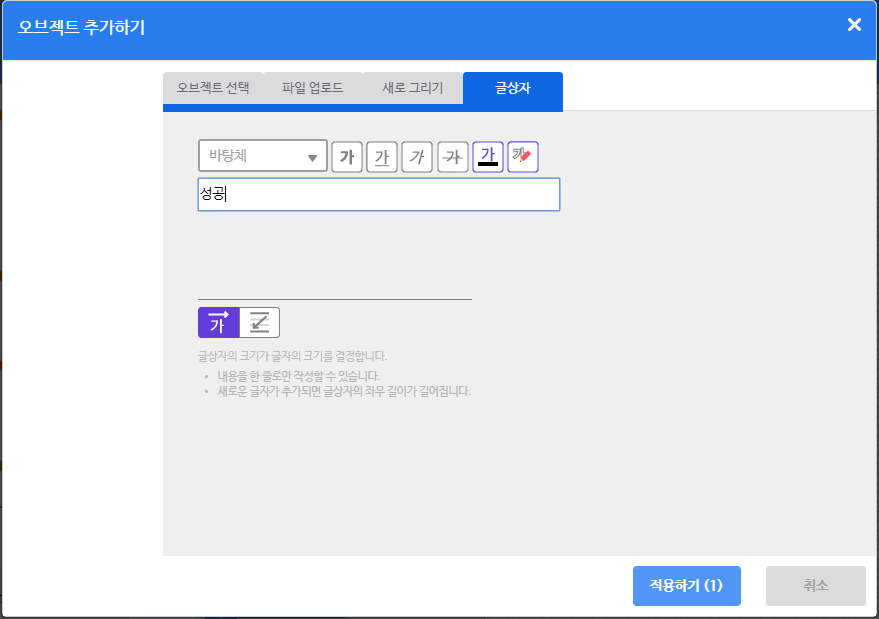 오브젝트 추가하기
오브젝트 선택 파일 업로드 새로 그리기 글상자
바탕체 가 가 가 가 가 가
성공
가
글상자의 크기가 글자의 크기를 결정합니다.
• 내용을 한 줄로만 작성할 수 있습니다.
• 새로운 글자가 추가되면 글상자의 좌우 길이가 길어집니다.
적용하기 (1) 취소